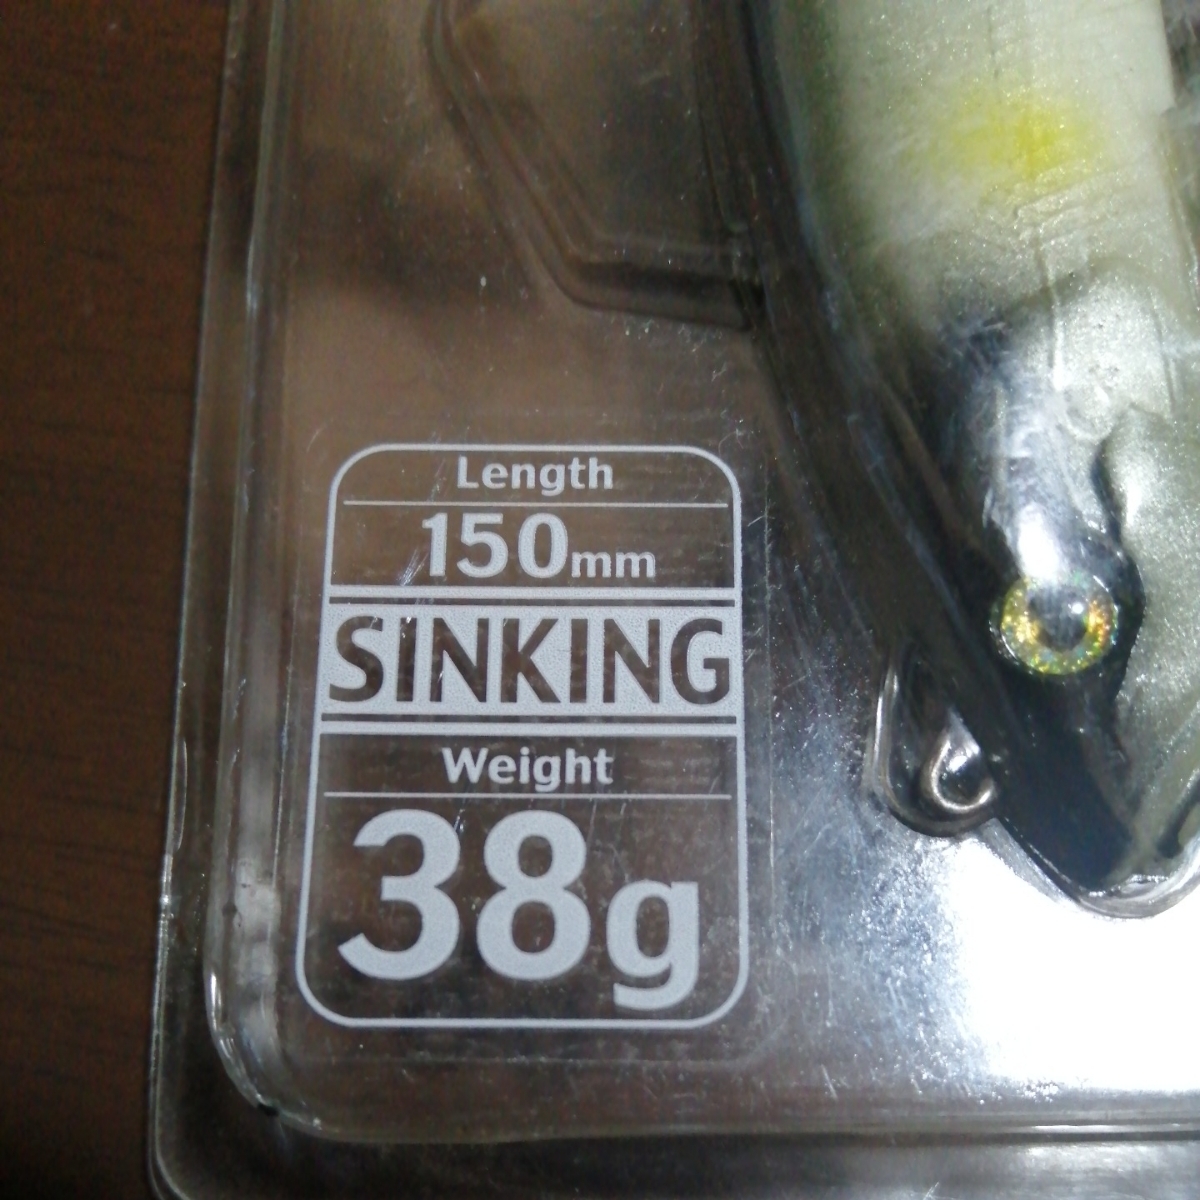 Length
150mm
SINKING
Weight
38g